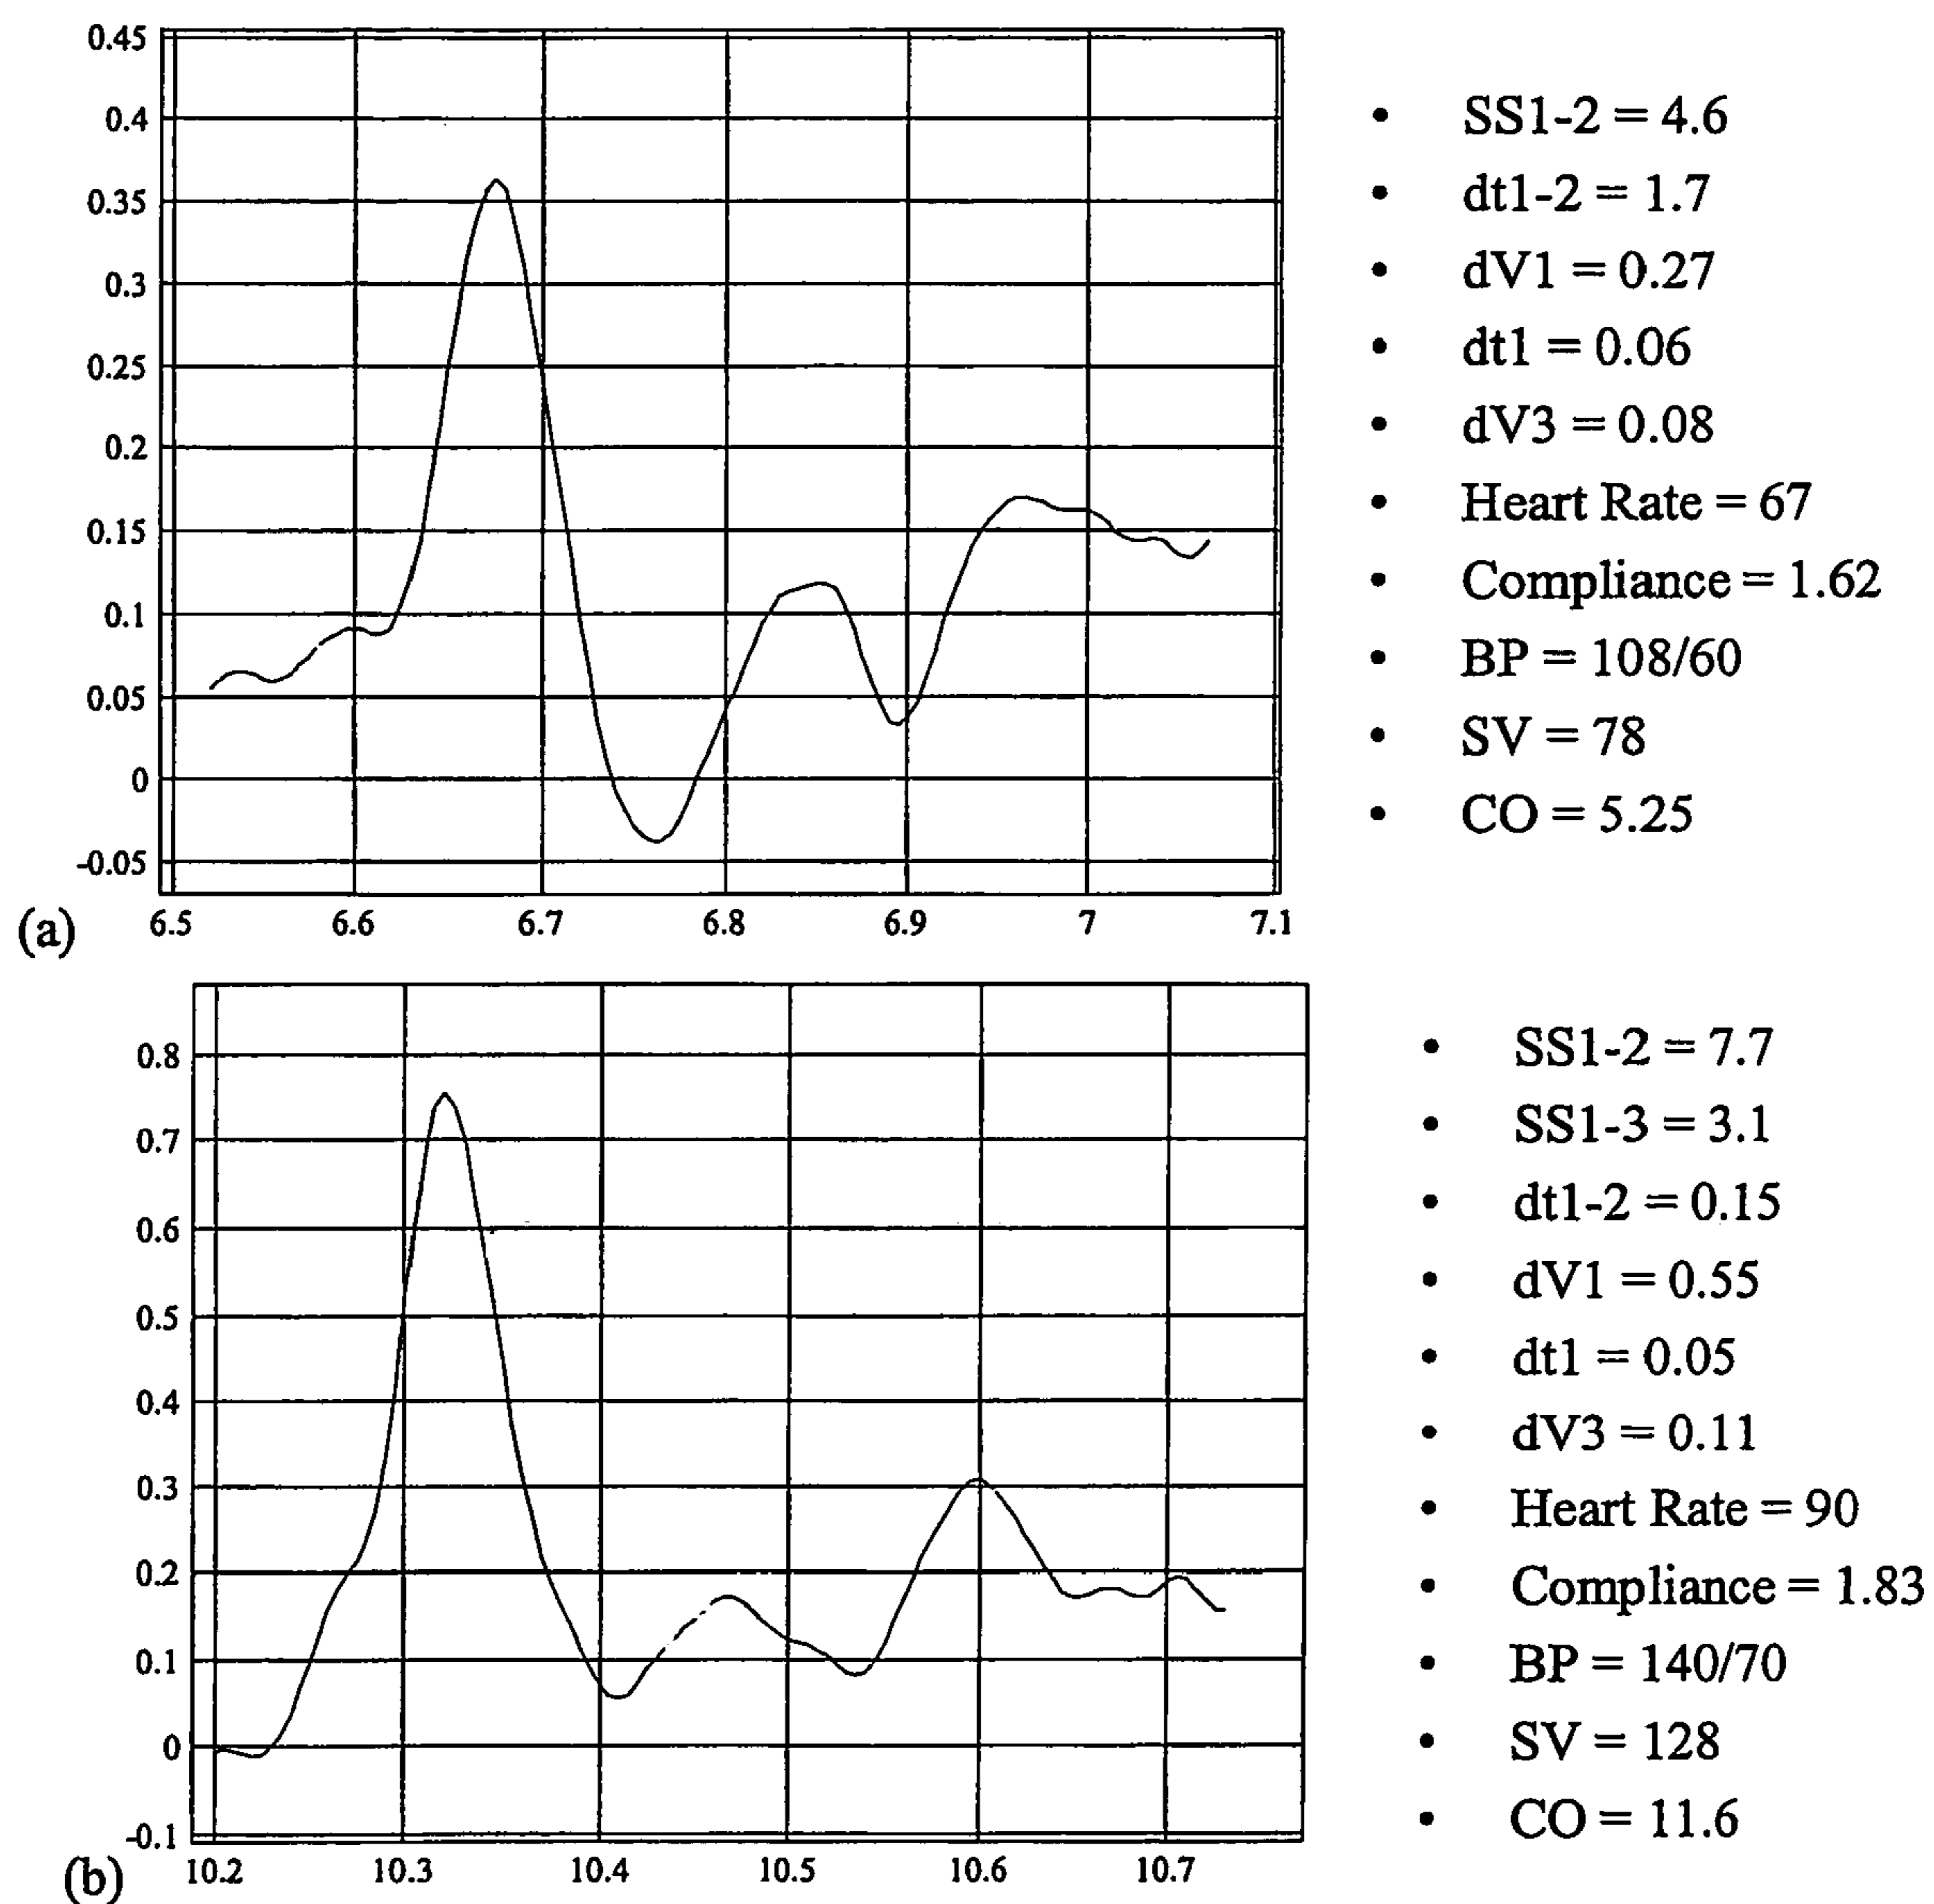 0.45
0.4
0.35
0.3
0.25
0.2
0.15
0.1
0.05
0
-0.05
6.5 6.6 6.7 6.8 6.9 7 7.1
(a)
• SS1-2 = 4.6
• dt1-2 = 1.7
• dV1 = 0.27
• dt1 = 0.06
• dV3 = 0.08
• Heart Rate = 67
• Compliance = 1.62
• BP = 108/60
• SV = 78
• CO = 5.25
0.8
0.7
0.6
0.5
0.4
0.3
0.2
0.1
0
-0.1
10.2 10.3 10.4 10.5 10.6 10.7
(b)
• SS1-2 = 7.7
• SS1-3 = 3.1
• dt1-2 = 0.15
• dV1 = 0.55
• dt1 = 0.05
• dV3 = 0.11
• Heart Rate = 90
• Compliance = 1.83
• BP = 140/70
• SV = 128
• CO = 11.6